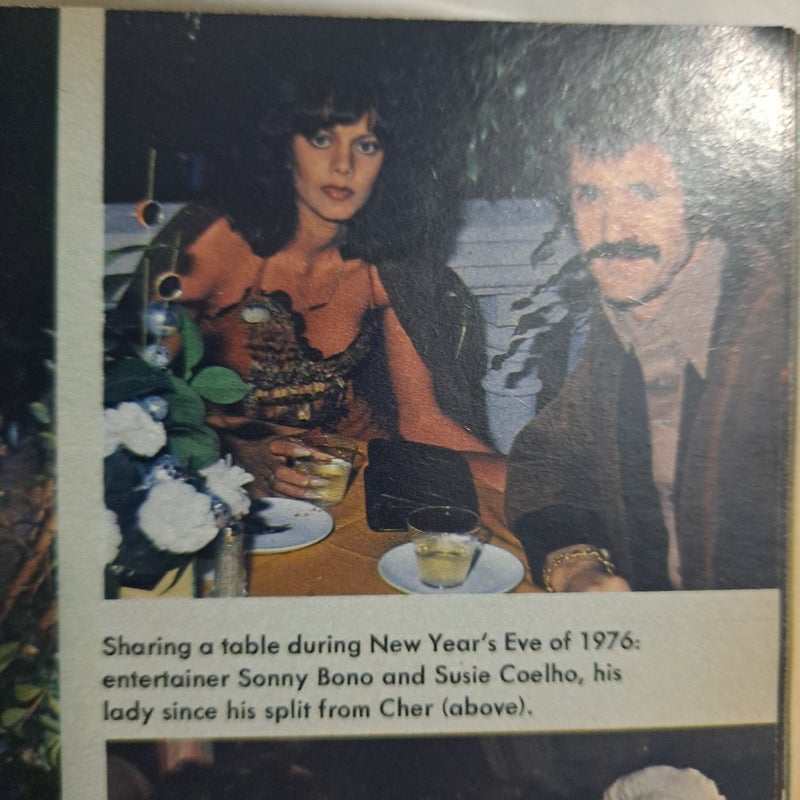 Sharing a table during New Year's Eve of 1976:
entertainer Sonny Bono and Susie Coelho, his
lady since his split from Cher (above).